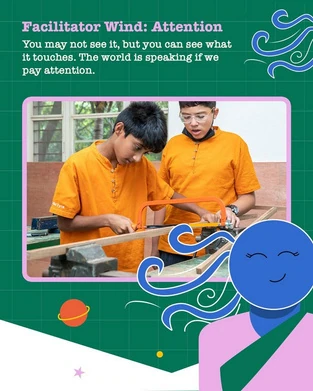 Facilitator Wind: Attention
You may not see it, but you can see what
it touches. The world is speaking if we
pay attention.